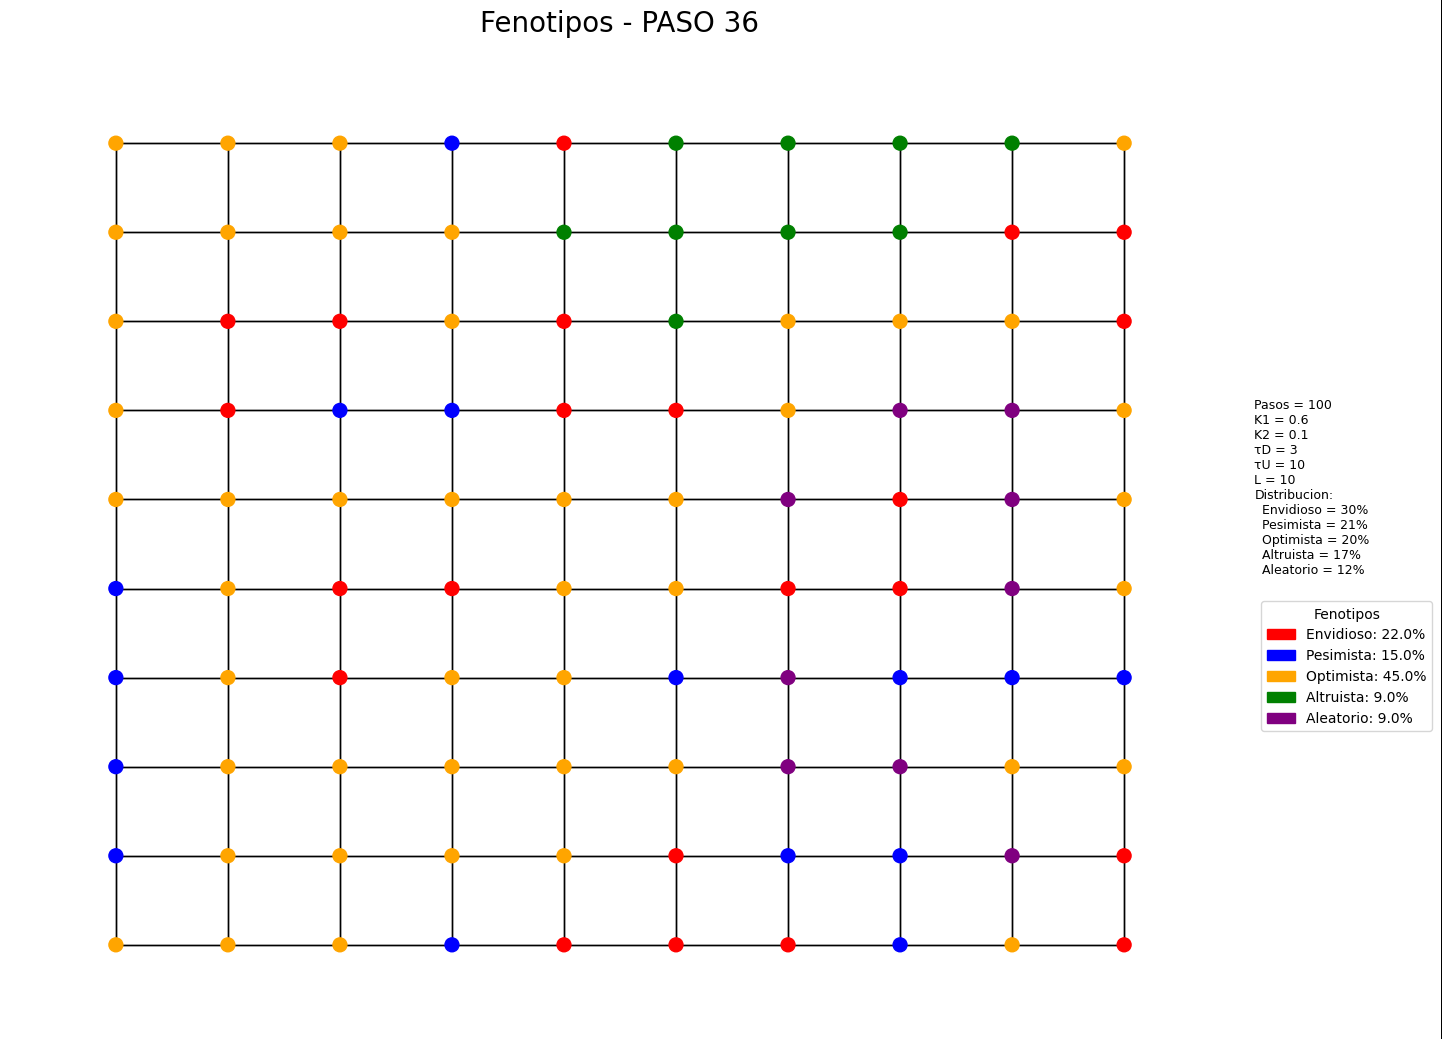 Fenotipos - PASO 36
Pasos = 100
K1 = 0.6
K2 = 0.1
τD = 3
τU = 10
L = 10
Distribucion:
Envidioso = 30%
Pesimista = 21%
Optimista = 20%
Altruista = 17%
Aleatorio = 12%
Fenotipos
Envidioso: 22.0%
Pesimista: 15.0%
Optimista: 45.0%
Altruista: 9.0%
Aleatorio: 9.0%